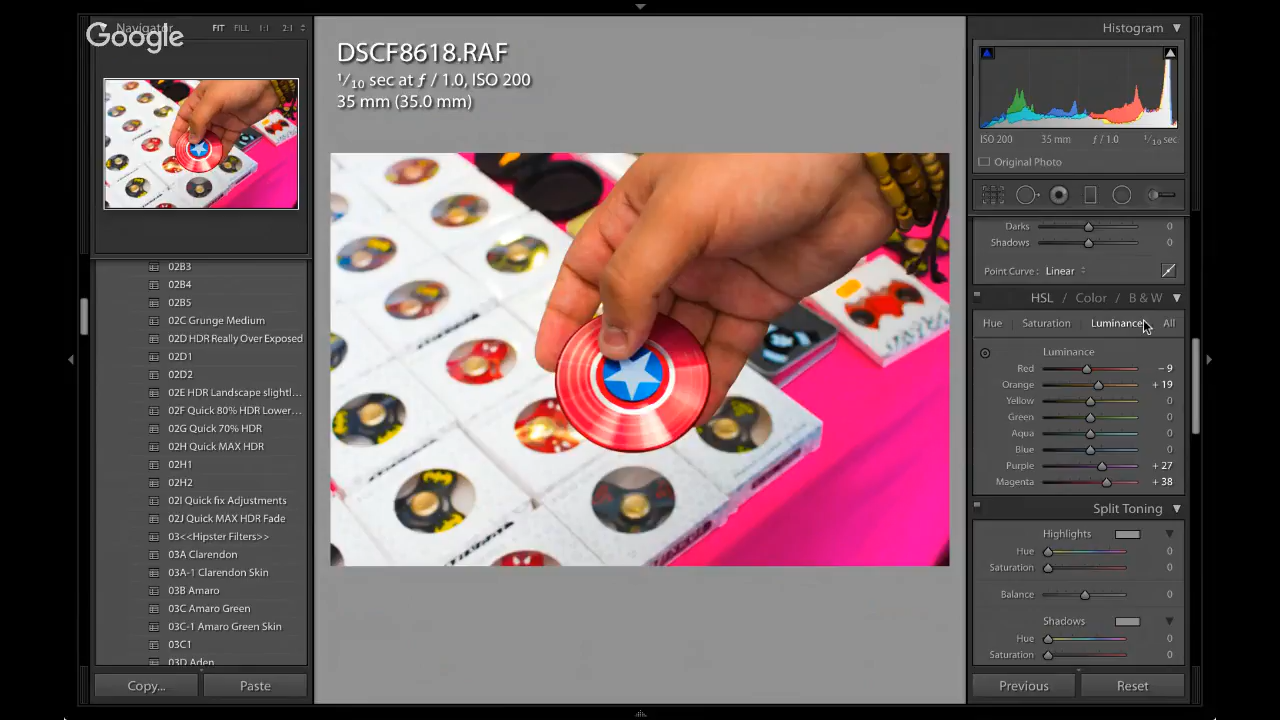 Navigator FIT FILL 1:1 2:1
Google
DSCF8618.RAF
1/10 sec at ƒ / 1.0, ISO 200
35 mm (35.0 mm)
02B3
02B4
02B5
02C Grunge Medium
02D HDR Really Over Exposed
02D1
02D2
02E HDR Landscape slightl...
02F Quick 80% HDR Lower...
02G Quick 70% HDR
02H Quick MAX HDR
02H1
02H2
02I Quick fix Adjustments
02J Quick MAX HDR Fade
03<<Hipster Filters>>
03A Clarendon
03A-1 Clarendon Skin
03B Amaro
03C Amaro Green
03C-1 Amaro Green Skin
03C1
03D Aden
Copy...
Paste
Histogram
ISO 200 35 mm ƒ / 1.0 1/10 sec
Original Photo
Darks 0
Shadows 0
Point Curve : Linear
HSL / Color / B & W
Hue Saturation Luminance All
Luminance
Red − 9
Orange + 19
Yellow 0
Green 0
Aqua 0
Blue 0
Purple + 27
Magenta + 38
Split Toning
Highlights
Hue 0
Saturation 0
Balance 0
Shadows
Hue 0
Saturation 0
Previous
Reset